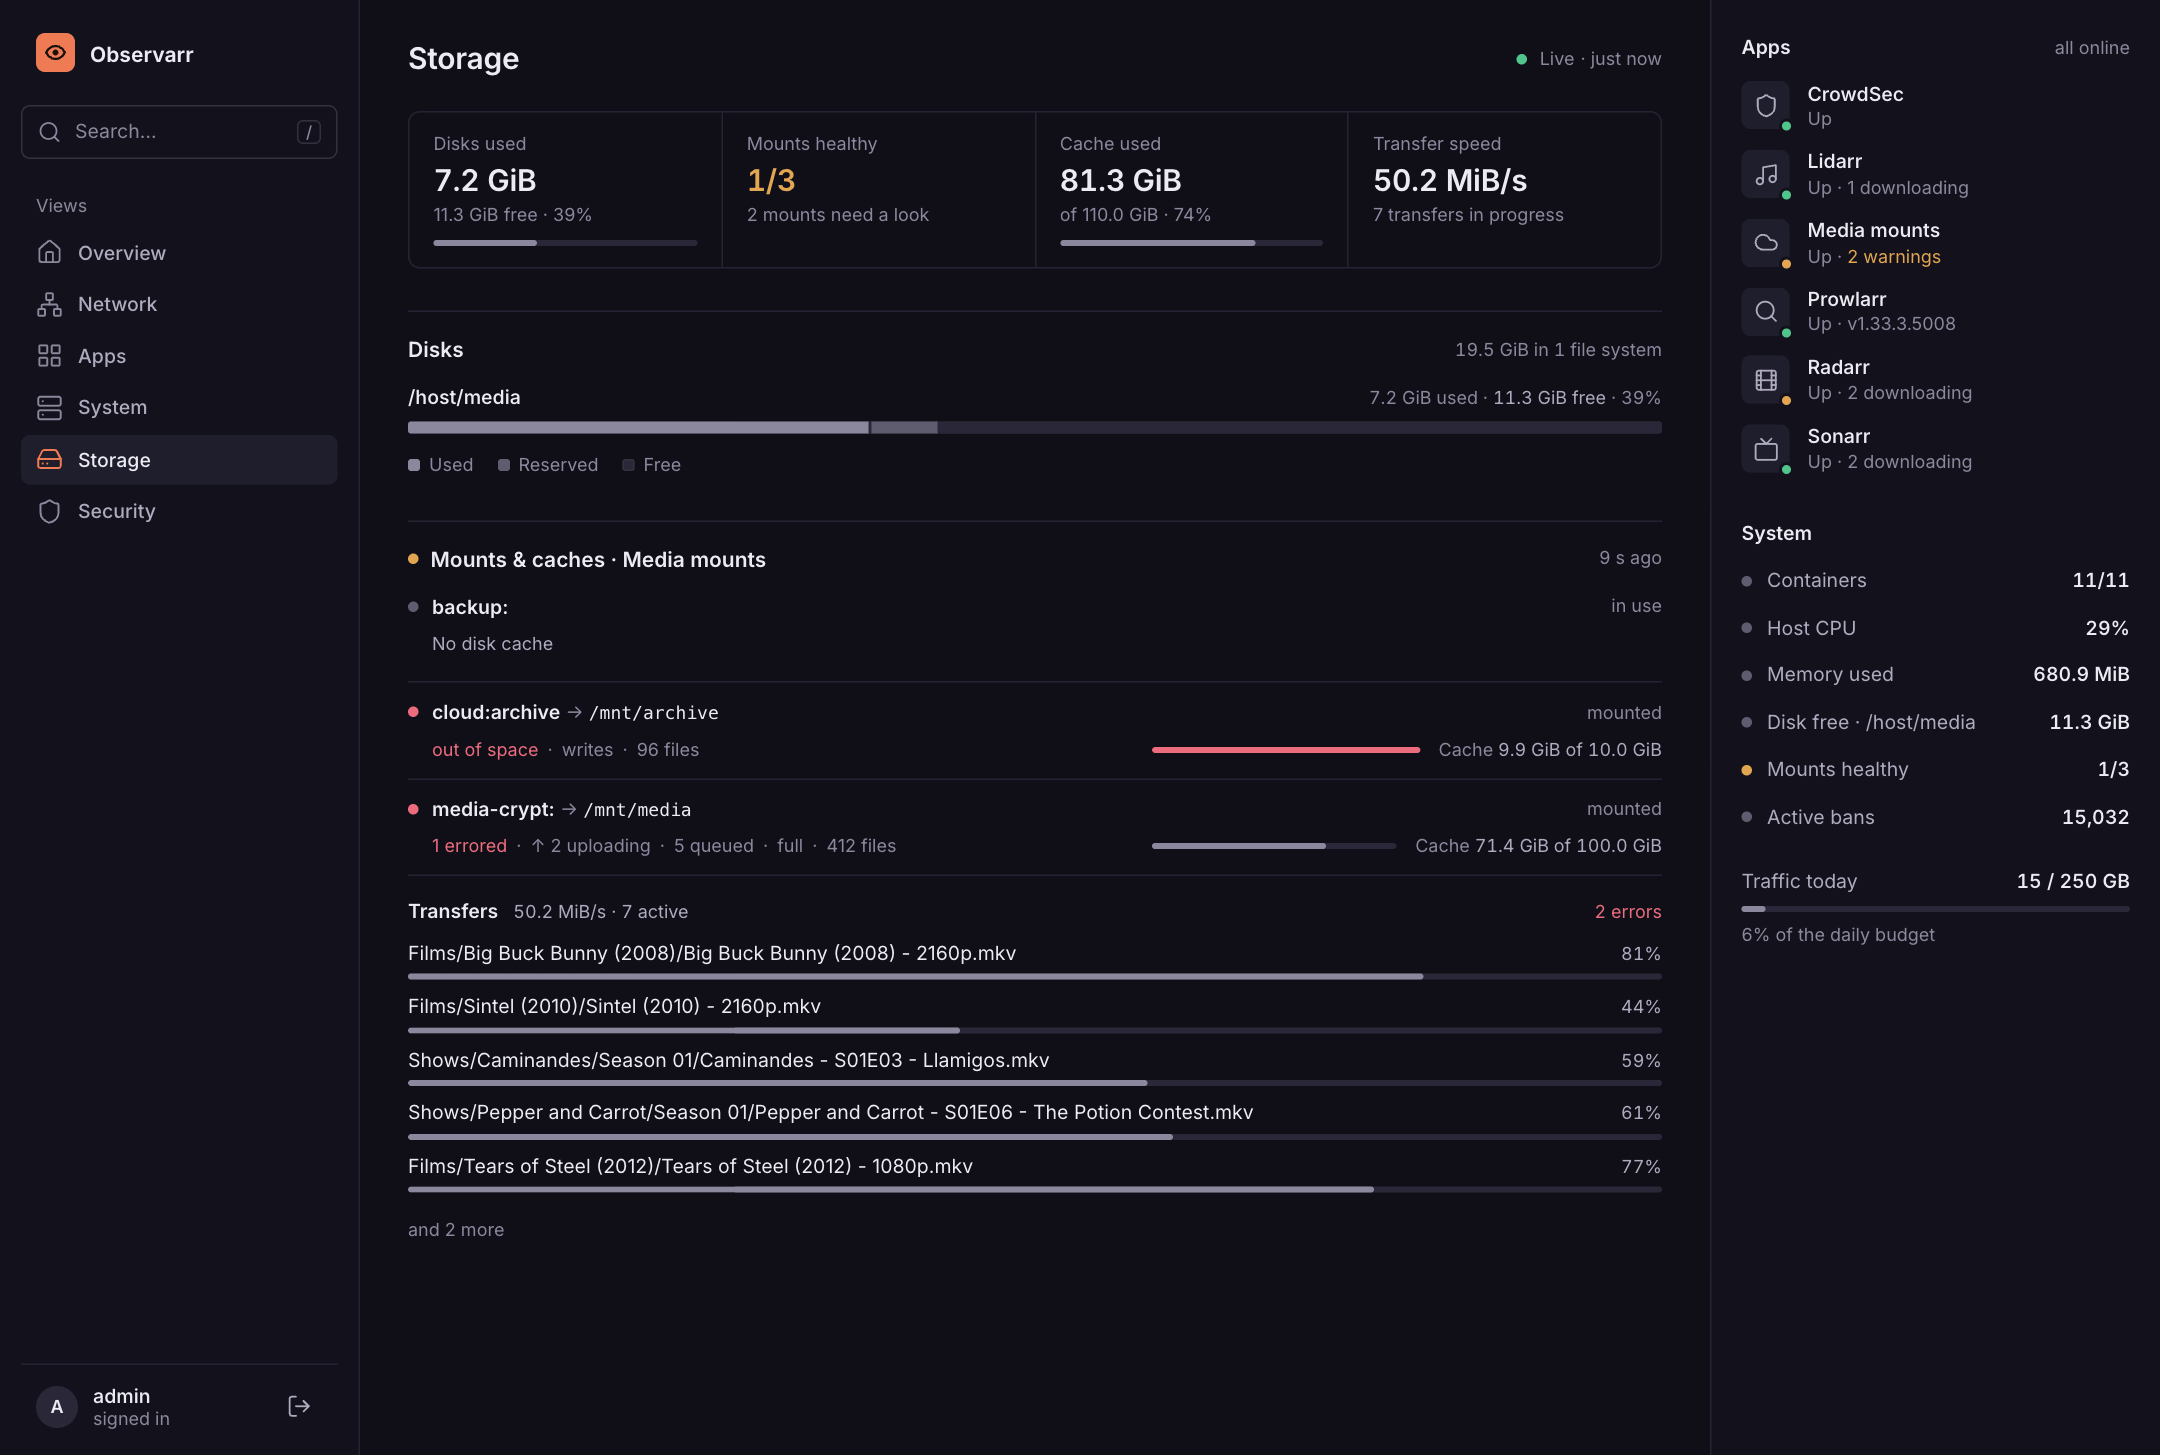 Observarr
Search...
/
Views
Overview
Network
Apps
System
Storage
Security
A
admin
signed in
Storage
Live · just now
Disks used
7.2 GiB
11.3 GiB free · 39%
Mounts healthy
1/3
2 mounts need a look
Cache used
81.3 GiB
of 110.0 GiB · 74%
Transfer speed
50.2 MiB/s
7 transfers in progress
Disks
19.5 GiB in 1 file system
/host/media
7.2 GiB used · 11.3 GiB free · 39%
Used
Reserved
Free
Mounts & caches · Media mounts
9 s ago
backup:
in use
No disk cache
cloud:archive → /mnt/archive
mounted
out of space · writes · 96 files
Cache 9.9 GiB of 10.0 GiB
media-crypt: → /mnt/media
mounted
1 errored · ↑ 2 uploading · 5 queued · full · 412 files
Cache 71.4 GiB of 100.0 GiB
Transfers 50.2 MiB/s · 7 active
2 errors
Films/Big Buck Bunny (2008)/Big Buck Bunny (2008) - 2160p.mkv
81%
Films/Sintel (2010)/Sintel (2010) - 2160p.mkv
44%
Shows/Caminandes/Season 01/Caminandes - S01E03 - Llamigos.mkv
59%
Shows/Pepper and Carrot/Season 01/Pepper and Carrot - S01E06 - The Potion Contest.mkv
61%
Films/Tears of Steel (2012)/Tears of Steel (2012) - 1080p.mkv
77%
and 2 more
Apps
all online
CrowdSec
Up
Lidarr
Up · 1 downloading
Media mounts
Up · 2 warnings
Prowlarr
Up · v1.33.3.5008
Radarr
Up · 2 downloading
Sonarr
Up · 2 downloading
System
Containers
11/11
Host CPU
29%
Memory used
680.9 MiB
Disk free · /host/media
11.3 GiB
Mounts healthy
1/3
Active bans
15,032
Traffic today
15 / 250 GB
6% of the daily budget